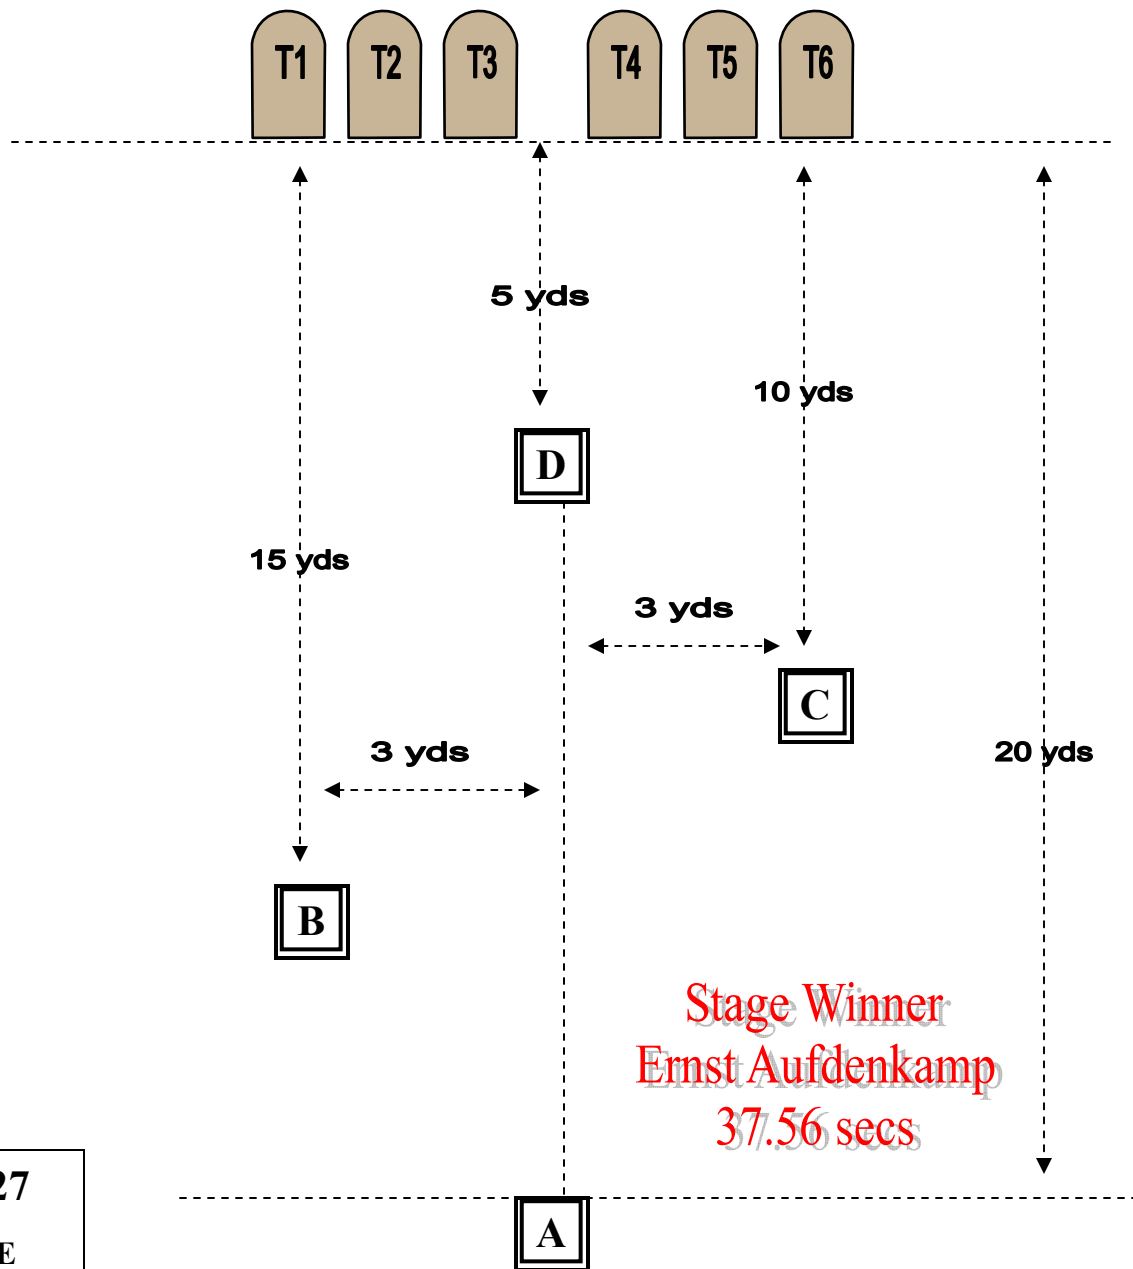 T1 T2 T3 T4 T5 T6
5 yds
10 yds
D
15 yds
3 yds
C
3 yds
20 yds
B
Stage Winner
Ernst Aufdenkamp
37.56 secs
27
E
A